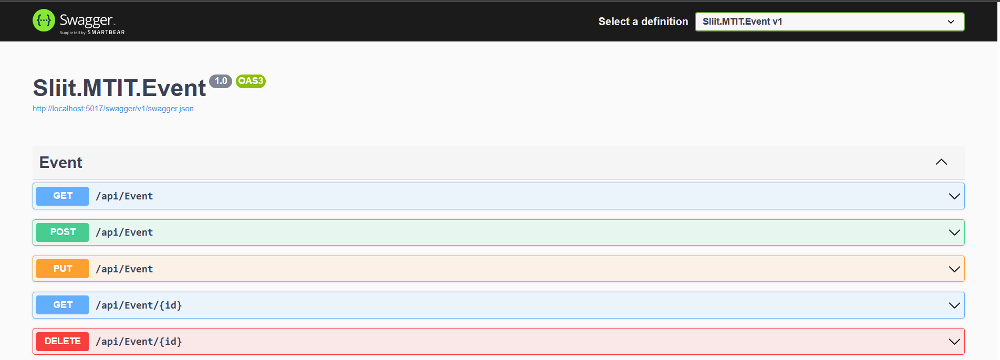 {···} Swagger™
Supported by SMARTBEAR
Select a definition
Sliit.MTIT.Event v1
Sliit.MTIT.Event 1.0 OAS3
http://localhost:5017/swagger/v1/swagger.json
Event
GET /api/Event
POST /api/Event
PUT /api/Event
GET /api/Event/{id}
DELETE /api/Event/{id}